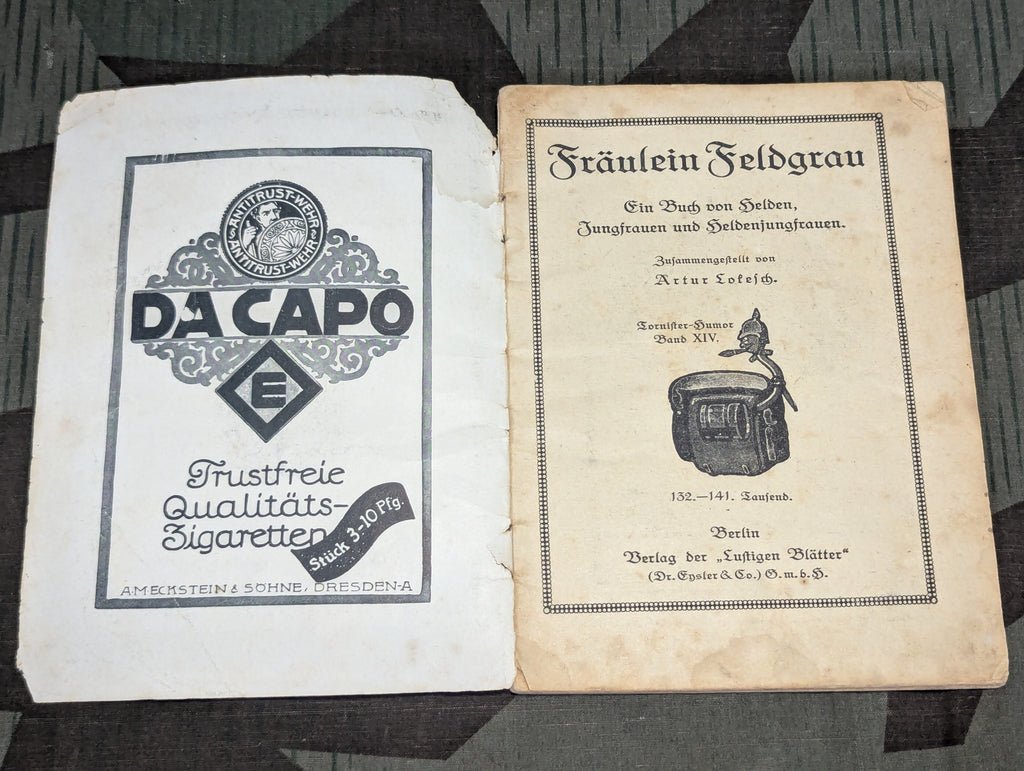 ANTITRUST-WEHR
ANTITRUST-WEHR
DA CAPO
E
Trustfreie
Qualitäts-
Zigaretten
Stück 3-10 Pfg.
A.M. ECKSTEIN & SÖHNE, DRESDEN-A
Fräulein Feldgrau
Ein Buch von Helden,
Jungfrauen und Heldenjungfrauen.
Zusammengestellt von
Artur Lokesch.
Tornister-Humor
Band XIV.
132.—141. Tausend.
Berlin
Verlag der „Lustigen Blätter“
(Dr. Eysler & Co.) G. m. b. H.